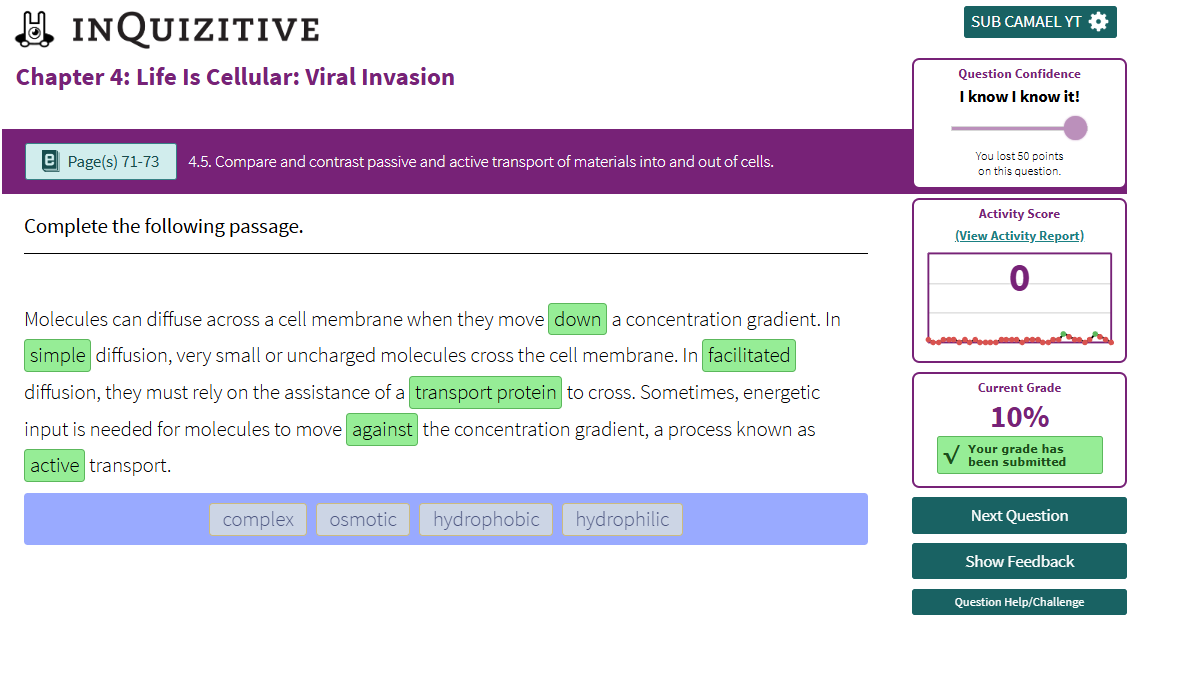 INQUIZITIVE
SUB CAMAEL YT
Chapter 4: Life Is Cellular: Viral Invasion
Question Confidence
I know I know it!
You lost 50 points
on this question.
e Page(s) 71-73
4.5. Compare and contrast passive and active transport of materials into and out of cells.
Complete the following passage.
Activity Score
(View Activity Report)
0
Molecules can diffuse across a cell membrane when they move down a concentration gradient. In
simple diffusion, very small or uncharged molecules cross the cell membrane. In facilitated
diffusion, they must rely on the assistance of a transport protein to cross. Sometimes, energetic
input is needed for molecules to move against the concentration gradient, a process known as
active transport.
Current Grade
10%
√ Your grade has
been submitted
complex osmotic hydrophobic hydrophilic
Next Question
Show Feedback
Question Help/Challenge